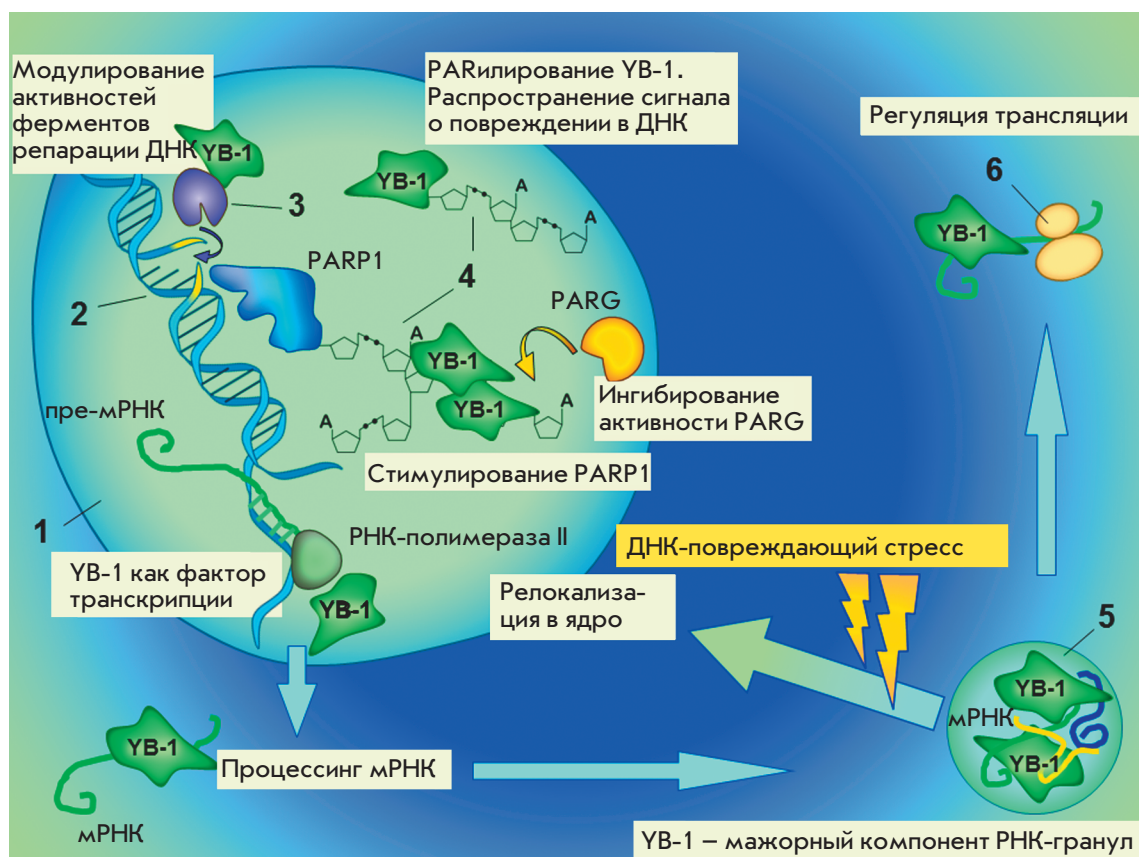 Модулирование
активностей
ферментов
репарации ДНК
YB-1
3
PARилирование YB-1.
Распространение сигнала
о повреждении в ДНК
YB-1
A
A
4
2
PARP1
A
YB-1
YB-1
A
A
PARG
Ингибирование
активности PARG
Стимулирование PARP1
пре-мРНК
1
РНК-полимераза II
YB-1 как фактор
транскрипции
YB-1
Регуляция трансляции
6
YB-1
ДНК-повреждающий стресс
Релокализа-
ция в ядро
5
YB-1
мРНК
YB-1
YB-1
Процессинг мРНК
мРНК
YB-1 – мажорный компонент РНК-гранул